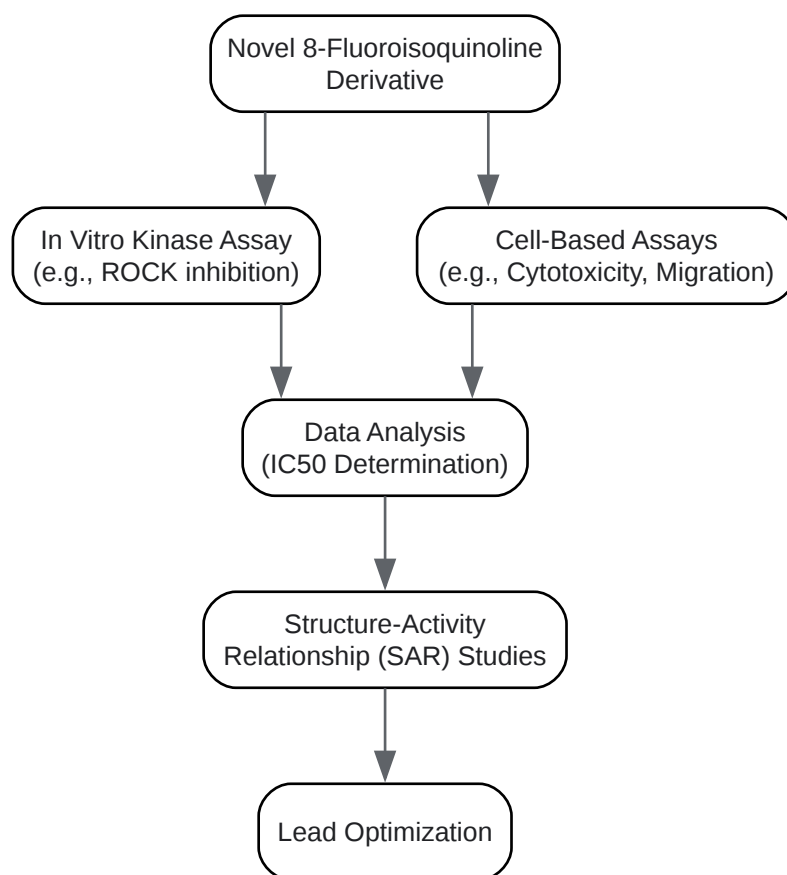 Novel 8-Fluoroisoquinoline
Derivative
In Vitro Kinase Assay
(e.g., ROCK inhibition)
Cell-Based Assays
(e.g., Cytotoxicity, Migration)
Data Analysis
(IC50 Determination)
Structure-Activity
Relationship (SAR) Studies
Lead Optimization